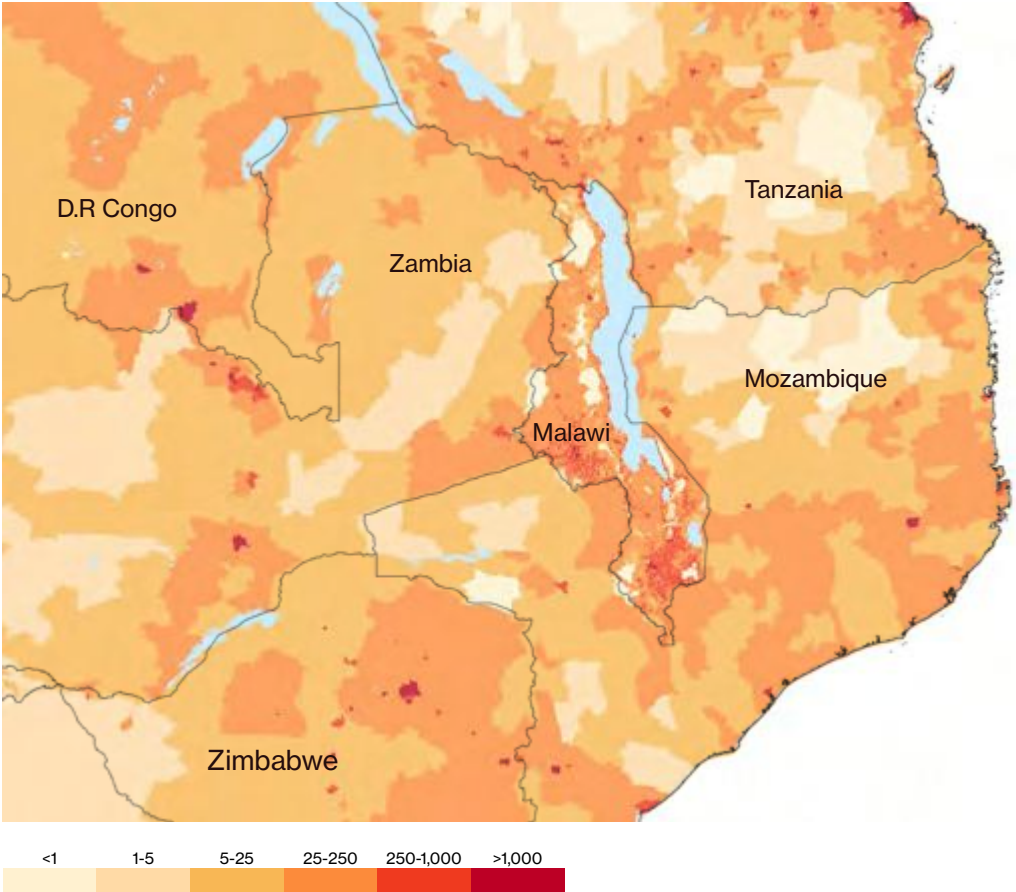 Tanzania
D.R Congo
Zambia
Mozambique
Malawi
Zimbabwe
<1 1-5 5-25 25-250 250-1,000 >1,000